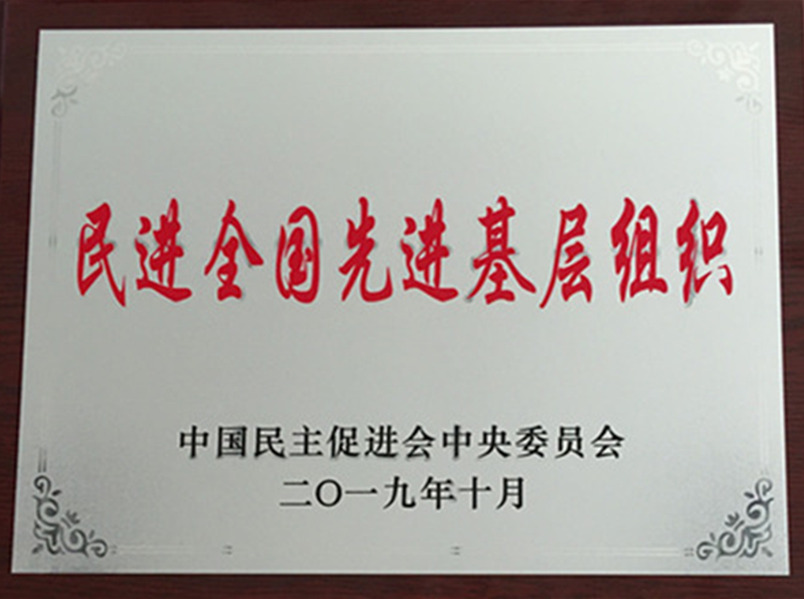 民进全国先进基层组织
中国民主促进会中央委员会
二〇一九年十月